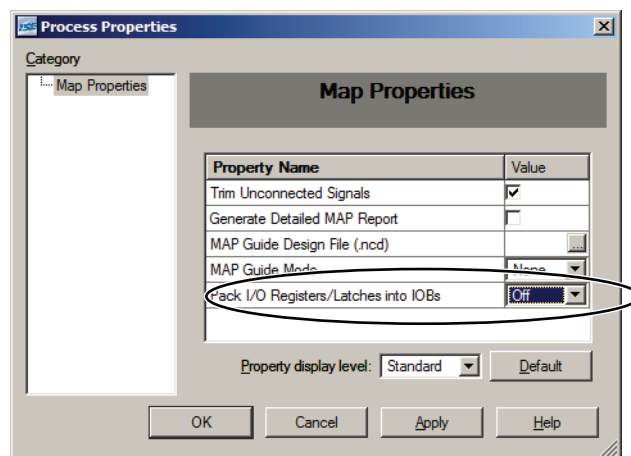 ISE Process Properties
Category
Map Properties
Map Properties
Property Name Value
Trim Unconnected Signals
Generate Detailed MAP Report
MAP Guide Design File (.ncd) ...
MAP Guide Mode None
Pack I/O Registers/Latches into IOBs Off
Property display level: Standard Default
OK Cancel Apply Help